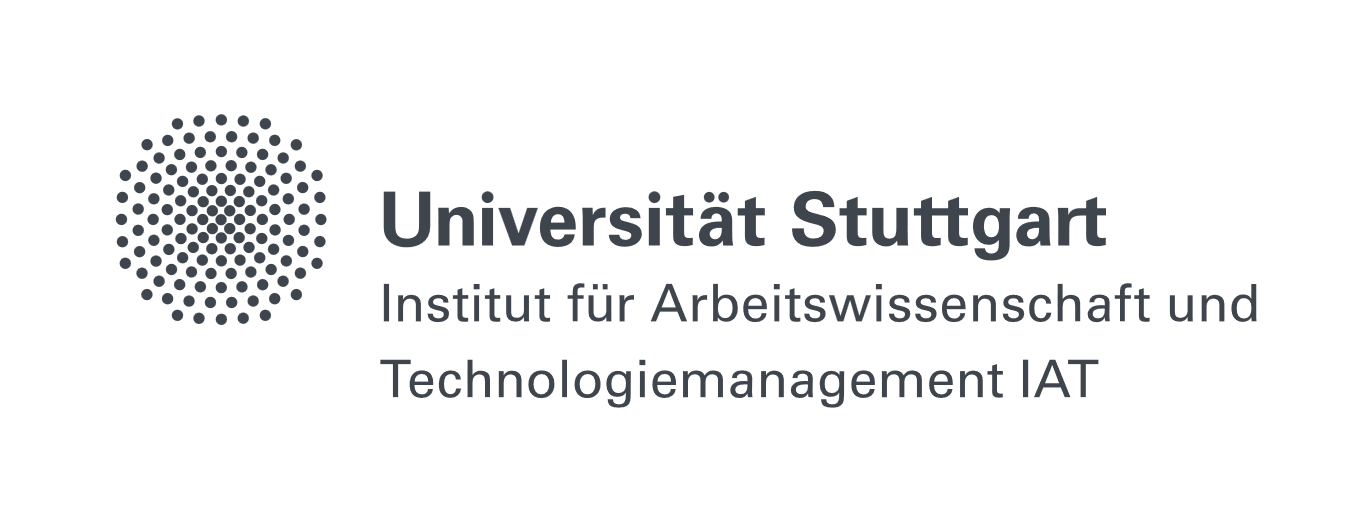 Universität Stuttgart
Institut für Arbeitswissenschaft und
Technologiemanagement IAT